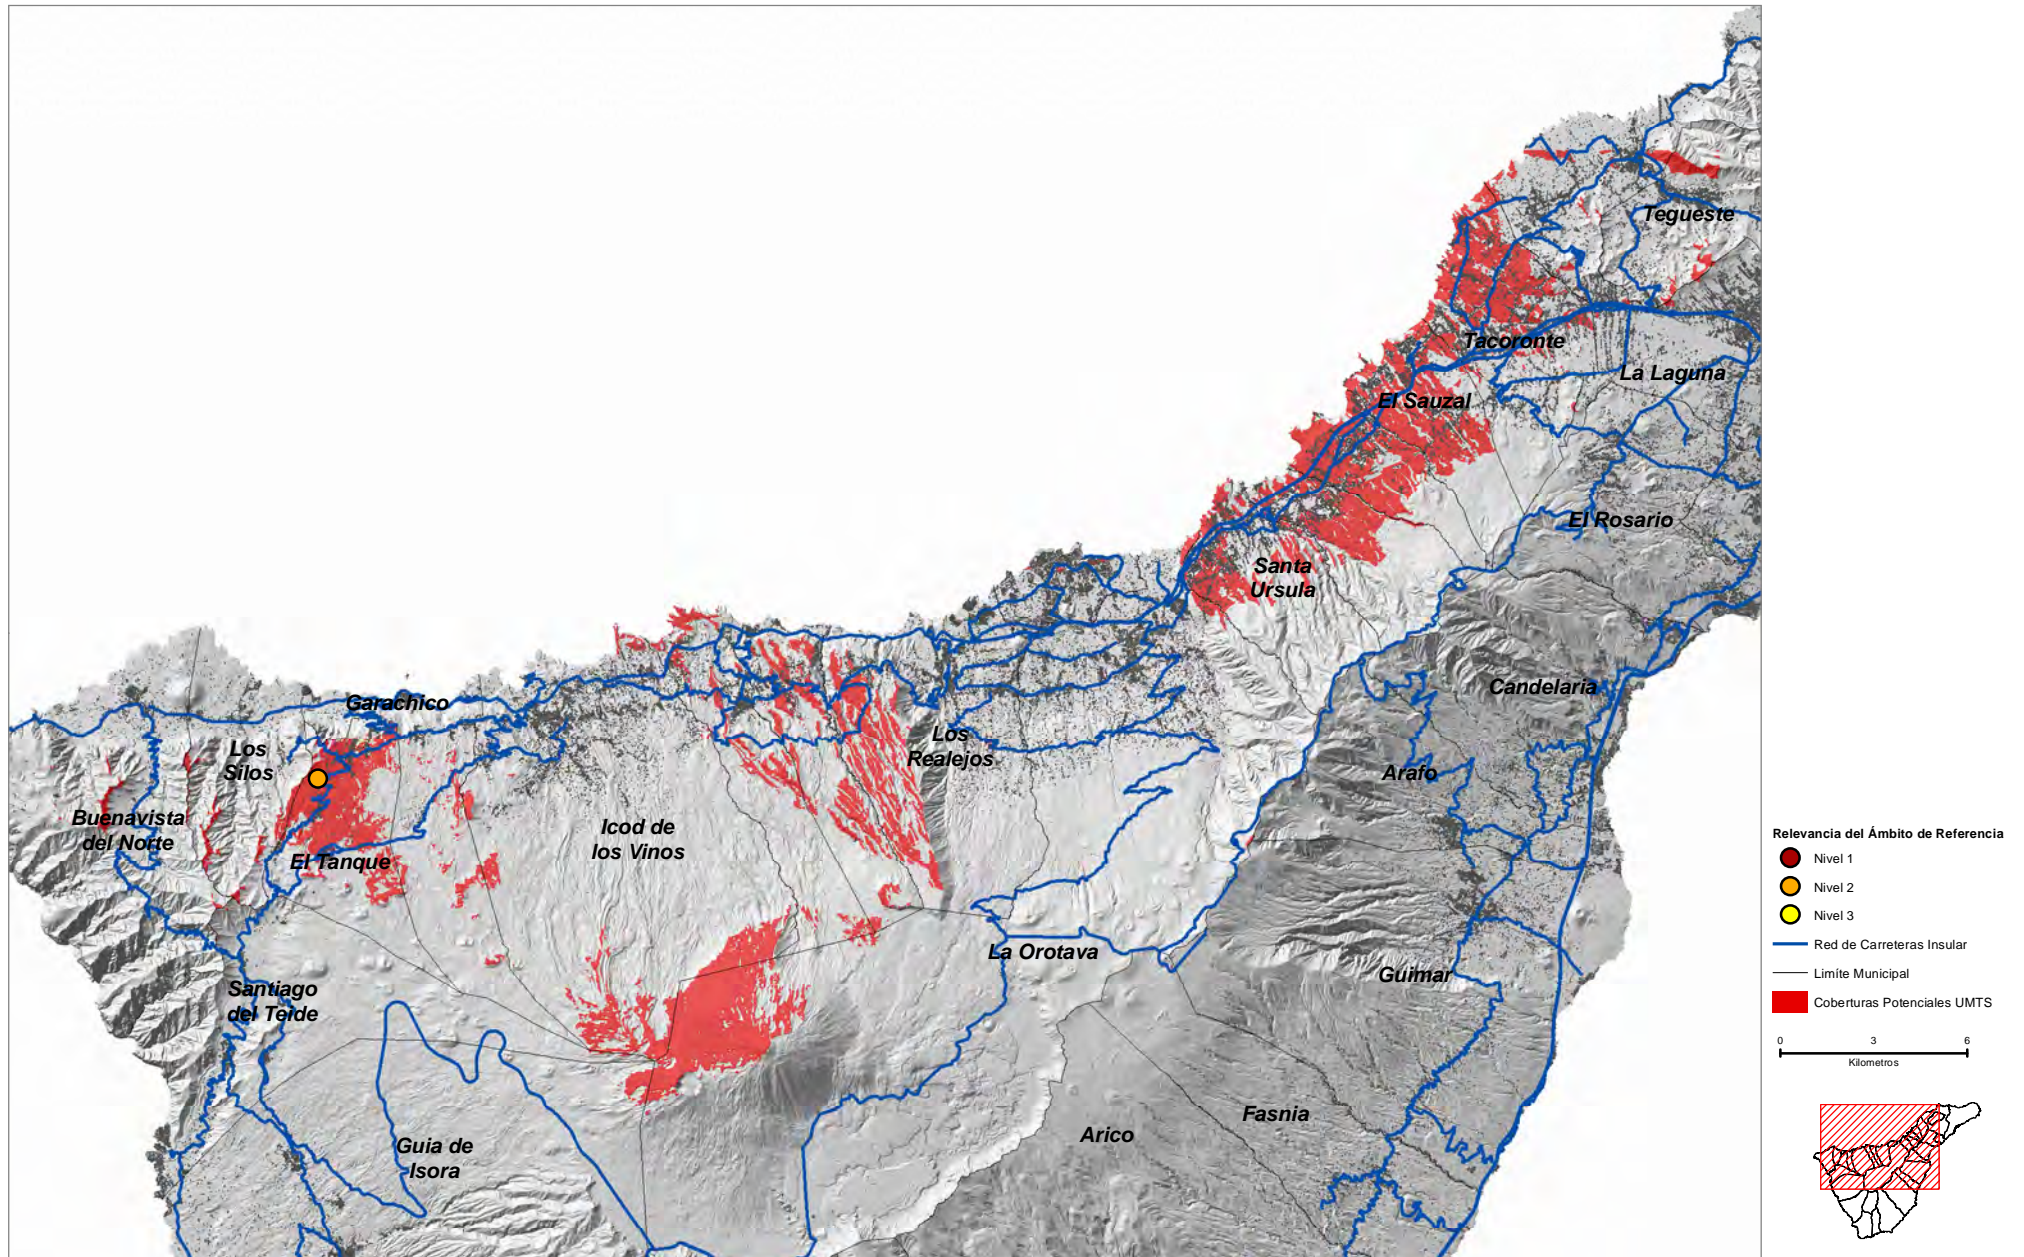 Tegueste
Tacoronte
La Laguna
El Sauzal
El Rosario
Santa
Ursula
Candelaria
Garachico
Los
Silos
Los
Realejos
Arafo
Buenavista
del Norte
Icod de
los Vinos
El Tanque
La Orotava
Guimar
Santiago
del Teide
Fasnia
Arico
Guia de
Isora
Relevancia del Ámbito de Referencia
Nivel 1
Nivel 2
Nivel 3
Red de Carreteras Insular
Limíte Municipal
Coberturas Potenciales UMTS
0 3 6
Kilometros